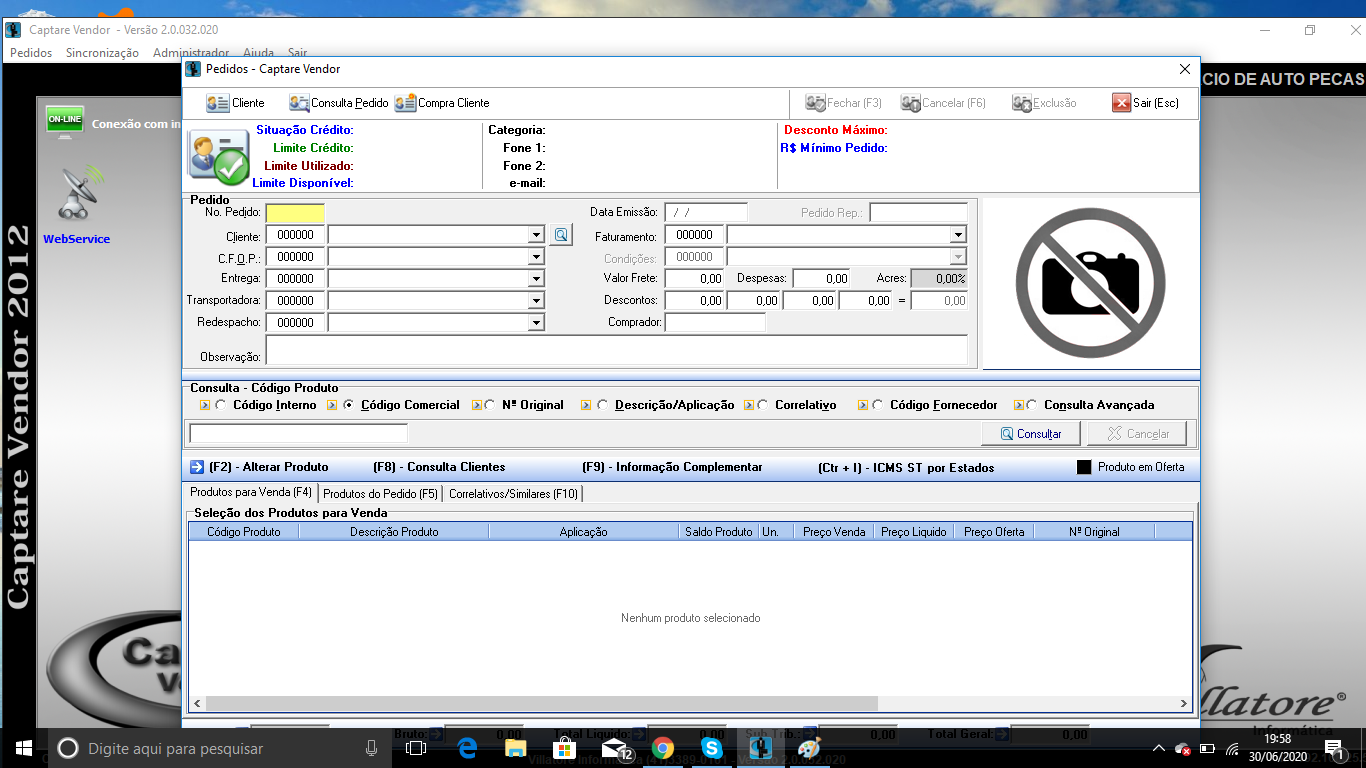 Captare Vendor - Versão 2.0.032.020
Pedidos Sincronização Administrador Ajuda Sair
Pedidos - Captare Vendor
CIO DE AUTO PECAS
Cliente Consulta Pedido Compra Cliente Fechar (F3) Cancelar (F6) Exclusão Sair (Esc)
ON-LINE
Conexão com in
WebService
Captare Vendor 2012
Situação Crédito: Categoria: Desconto Máximo:
Limite Crédito: Fone 1: R$ Mínimo Pedido:
Limite Utilizado: Fone 2:
Limite Disponível: e-mail:
Pedido
No. Pedido: Data Emissão: / / Pedido Rep.:
Cliente: 000000 Faturamento: 000000
C.F.O.P.: 000000 Condições: 000000
Entrega: 000000 Valor Frete: 0,00 Despesas: 0,00 Acres: 0,00%
Transportadora: 000000 Descontos: 0,00 0,00 0,00 0,00 = 0,00
Redespacho: 000000 Comprador:
Observação:
Consulta - Código Produto
Código Interno Código Comercial Nº Original Descrição/Aplicação Correlativo Código Fornecedor Consulta Avançada
Consultar Cancelar
(F2) - Alterar Produto (F8) - Consulta Clientes (F9) - Informação Complementar (Ctr + I) - ICMS ST por Estados Produto em Oferta
Produtos para Venda (F4) Produtos do Pedido (F5) Correlativos/Similares (F10)
Seleção dos Produtos para Venda
Código Produto Descrição Produto Aplicação Saldo Produto Un. Preço Venda Preço Liquido Preço Oferta Nº Original
Nenhum produto selecionado
Ca
V
llatore®
Informática
Bruto: 0,00 Total Liquido: 0,00 Sub.Trib.: 0,00 Total Geral: 0,00
Digite aqui para pesquisar
12
19:58
30/06/2020
1